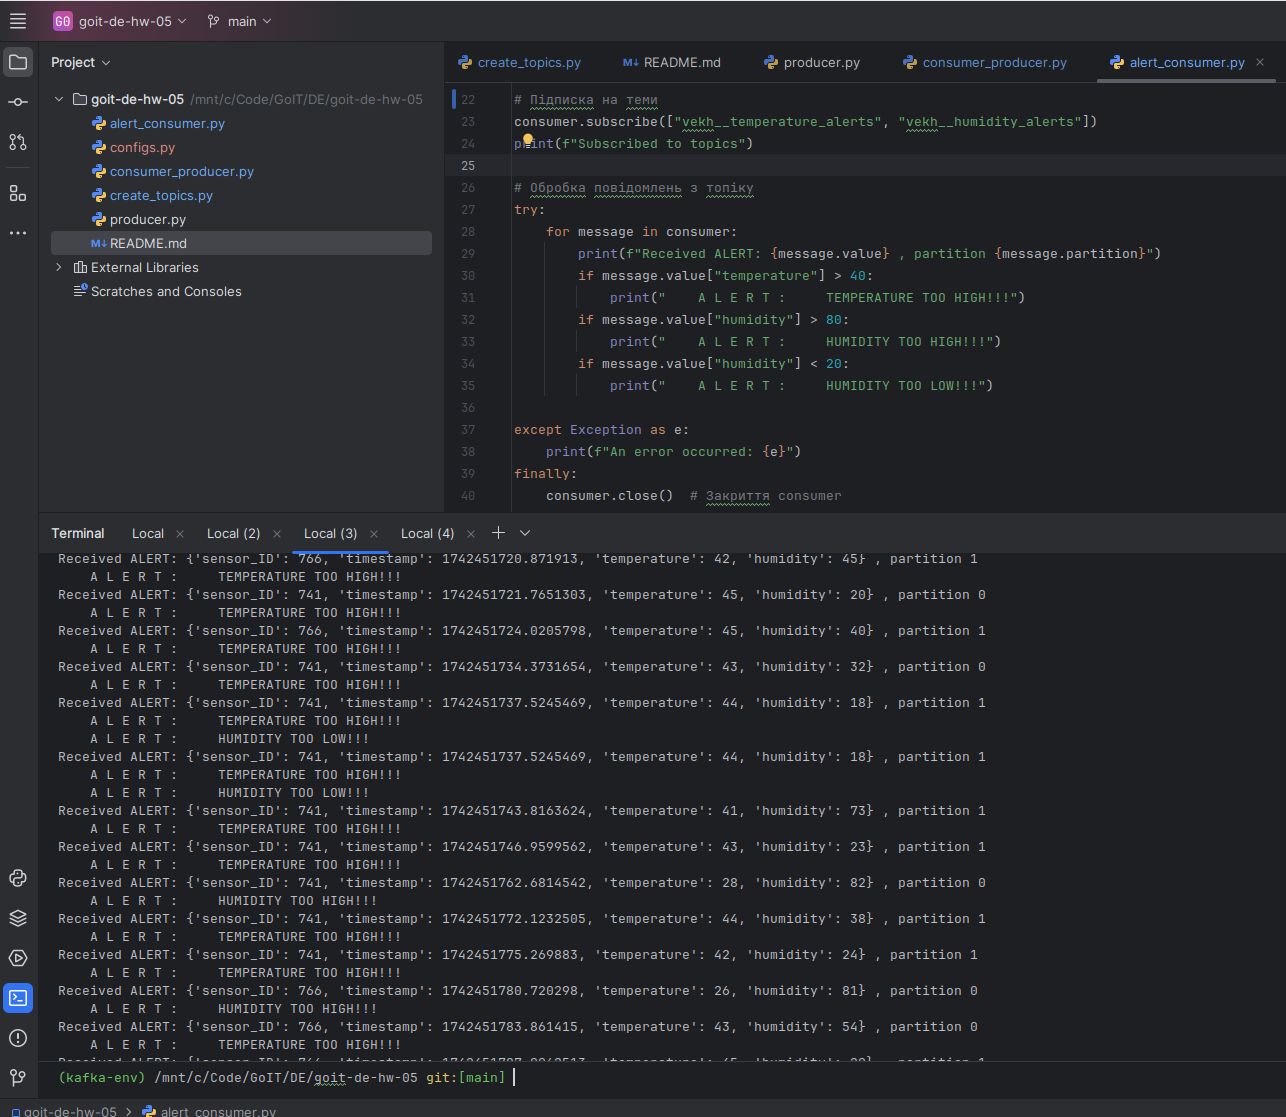 GO goit-de-hw-05 main
Project
goit-de-hw-05 /mnt/c/Code/GoIT/DE/goit-de-hw-05
alert_consumer.py
configs.py
consumer_producer.py
create_topics.py
producer.py
M↓ README.md
External Libraries
Scratches and Consoles
create_topics.py M↓ README.md producer.py consumer_producer.py alert_consumer.py
22 # Підписка на теми
23 consumer.subscribe(["vekh__temperature_alerts", "vekh__humidity_alerts"])
24 print(f"Subscribed to topics")
25
26 # Обробка повідомлень з топіку
27 try:
28 for message in consumer:
29 print(f"Received ALERT: {message.value} , partition {message.partition}")
30 if message.value["temperature"] > 40:
31 print("    A L E R T :     TEMPERATURE TOO HIGH!!!")
32 if message.value["humidity"] > 80:
33 print("    A L E R T :     HUMIDITY TOO HIGH!!!")
34 if message.value["humidity"] < 20:
35 print("    A L E R T :     HUMIDITY TOO LOW!!!")
36
37 except Exception as e:
38 print(f"An error occurred: {e}")
39 finally:
40 consumer.close()  # Закриття consumer
Terminal Local Local (2) Local (3) Local (4)
Received ALERT: {'sensor_ID': 766, 'timestamp': 1742451720.871913, 'temperature': 42, 'humidity': 45} , partition 1
A L E R T :     TEMPERATURE TOO HIGH!!!
Received ALERT: {'sensor_ID': 741, 'timestamp': 1742451721.7651303, 'temperature': 45, 'humidity': 20} , partition 0
A L E R T :     TEMPERATURE TOO HIGH!!!
Received ALERT: {'sensor_ID': 766, 'timestamp': 1742451724.0205798, 'temperature': 45, 'humidity': 40} , partition 1
A L E R T :     TEMPERATURE TOO HIGH!!!
Received ALERT: {'sensor_ID': 741, 'timestamp': 1742451734.3731654, 'temperature': 43, 'humidity': 32} , partition 0
A L E R T :     TEMPERATURE TOO HIGH!!!
Received ALERT: {'sensor_ID': 741, 'timestamp': 1742451737.5245469, 'temperature': 44, 'humidity': 18} , partition 1
A L E R T :     TEMPERATURE TOO HIGH!!!
A L E R T :     HUMIDITY TOO LOW!!!
Received ALERT: {'sensor_ID': 741, 'timestamp': 1742451737.5245469, 'temperature': 44, 'humidity': 18} , partition 1
A L E R T :     TEMPERATURE TOO HIGH!!!
A L E R T :     HUMIDITY TOO LOW!!!
Received ALERT: {'sensor_ID': 741, 'timestamp': 1742451743.8163624, 'temperature': 41, 'humidity': 73} , partition 1
A L E R T :     TEMPERATURE TOO HIGH!!!
Received ALERT: {'sensor_ID': 741, 'timestamp': 1742451746.9599562, 'temperature': 43, 'humidity': 23} , partition 1
A L E R T :     TEMPERATURE TOO HIGH!!!
Received ALERT: {'sensor_ID': 741, 'timestamp': 1742451762.6814542, 'temperature': 28, 'humidity': 82} , partition 0
A L E R T :     HUMIDITY TOO HIGH!!!
Received ALERT: {'sensor_ID': 741, 'timestamp': 1742451772.1232505, 'temperature': 44, 'humidity': 38} , partition 1
A L E R T :     TEMPERATURE TOO HIGH!!!
Received ALERT: {'sensor_ID': 741, 'timestamp': 1742451775.269883, 'temperature': 42, 'humidity': 24} , partition 1
A L E R T :     TEMPERATURE TOO HIGH!!!
Received ALERT: {'sensor_ID': 766, 'timestamp': 1742451780.720298, 'temperature': 26, 'humidity': 81} , partition 0
A L E R T :     HUMIDITY TOO HIGH!!!
Received ALERT: {'sensor_ID': 766, 'timestamp': 1742451783.861415, 'temperature': 43, 'humidity': 54} , partition 0
A L E R T :     TEMPERATURE TOO HIGH!!!
(kafka-env) /mnt/c/Code/GoIT/DE/goit-de-hw-05 git:[main]
goit-de-hw-05 > alert_consumer.py